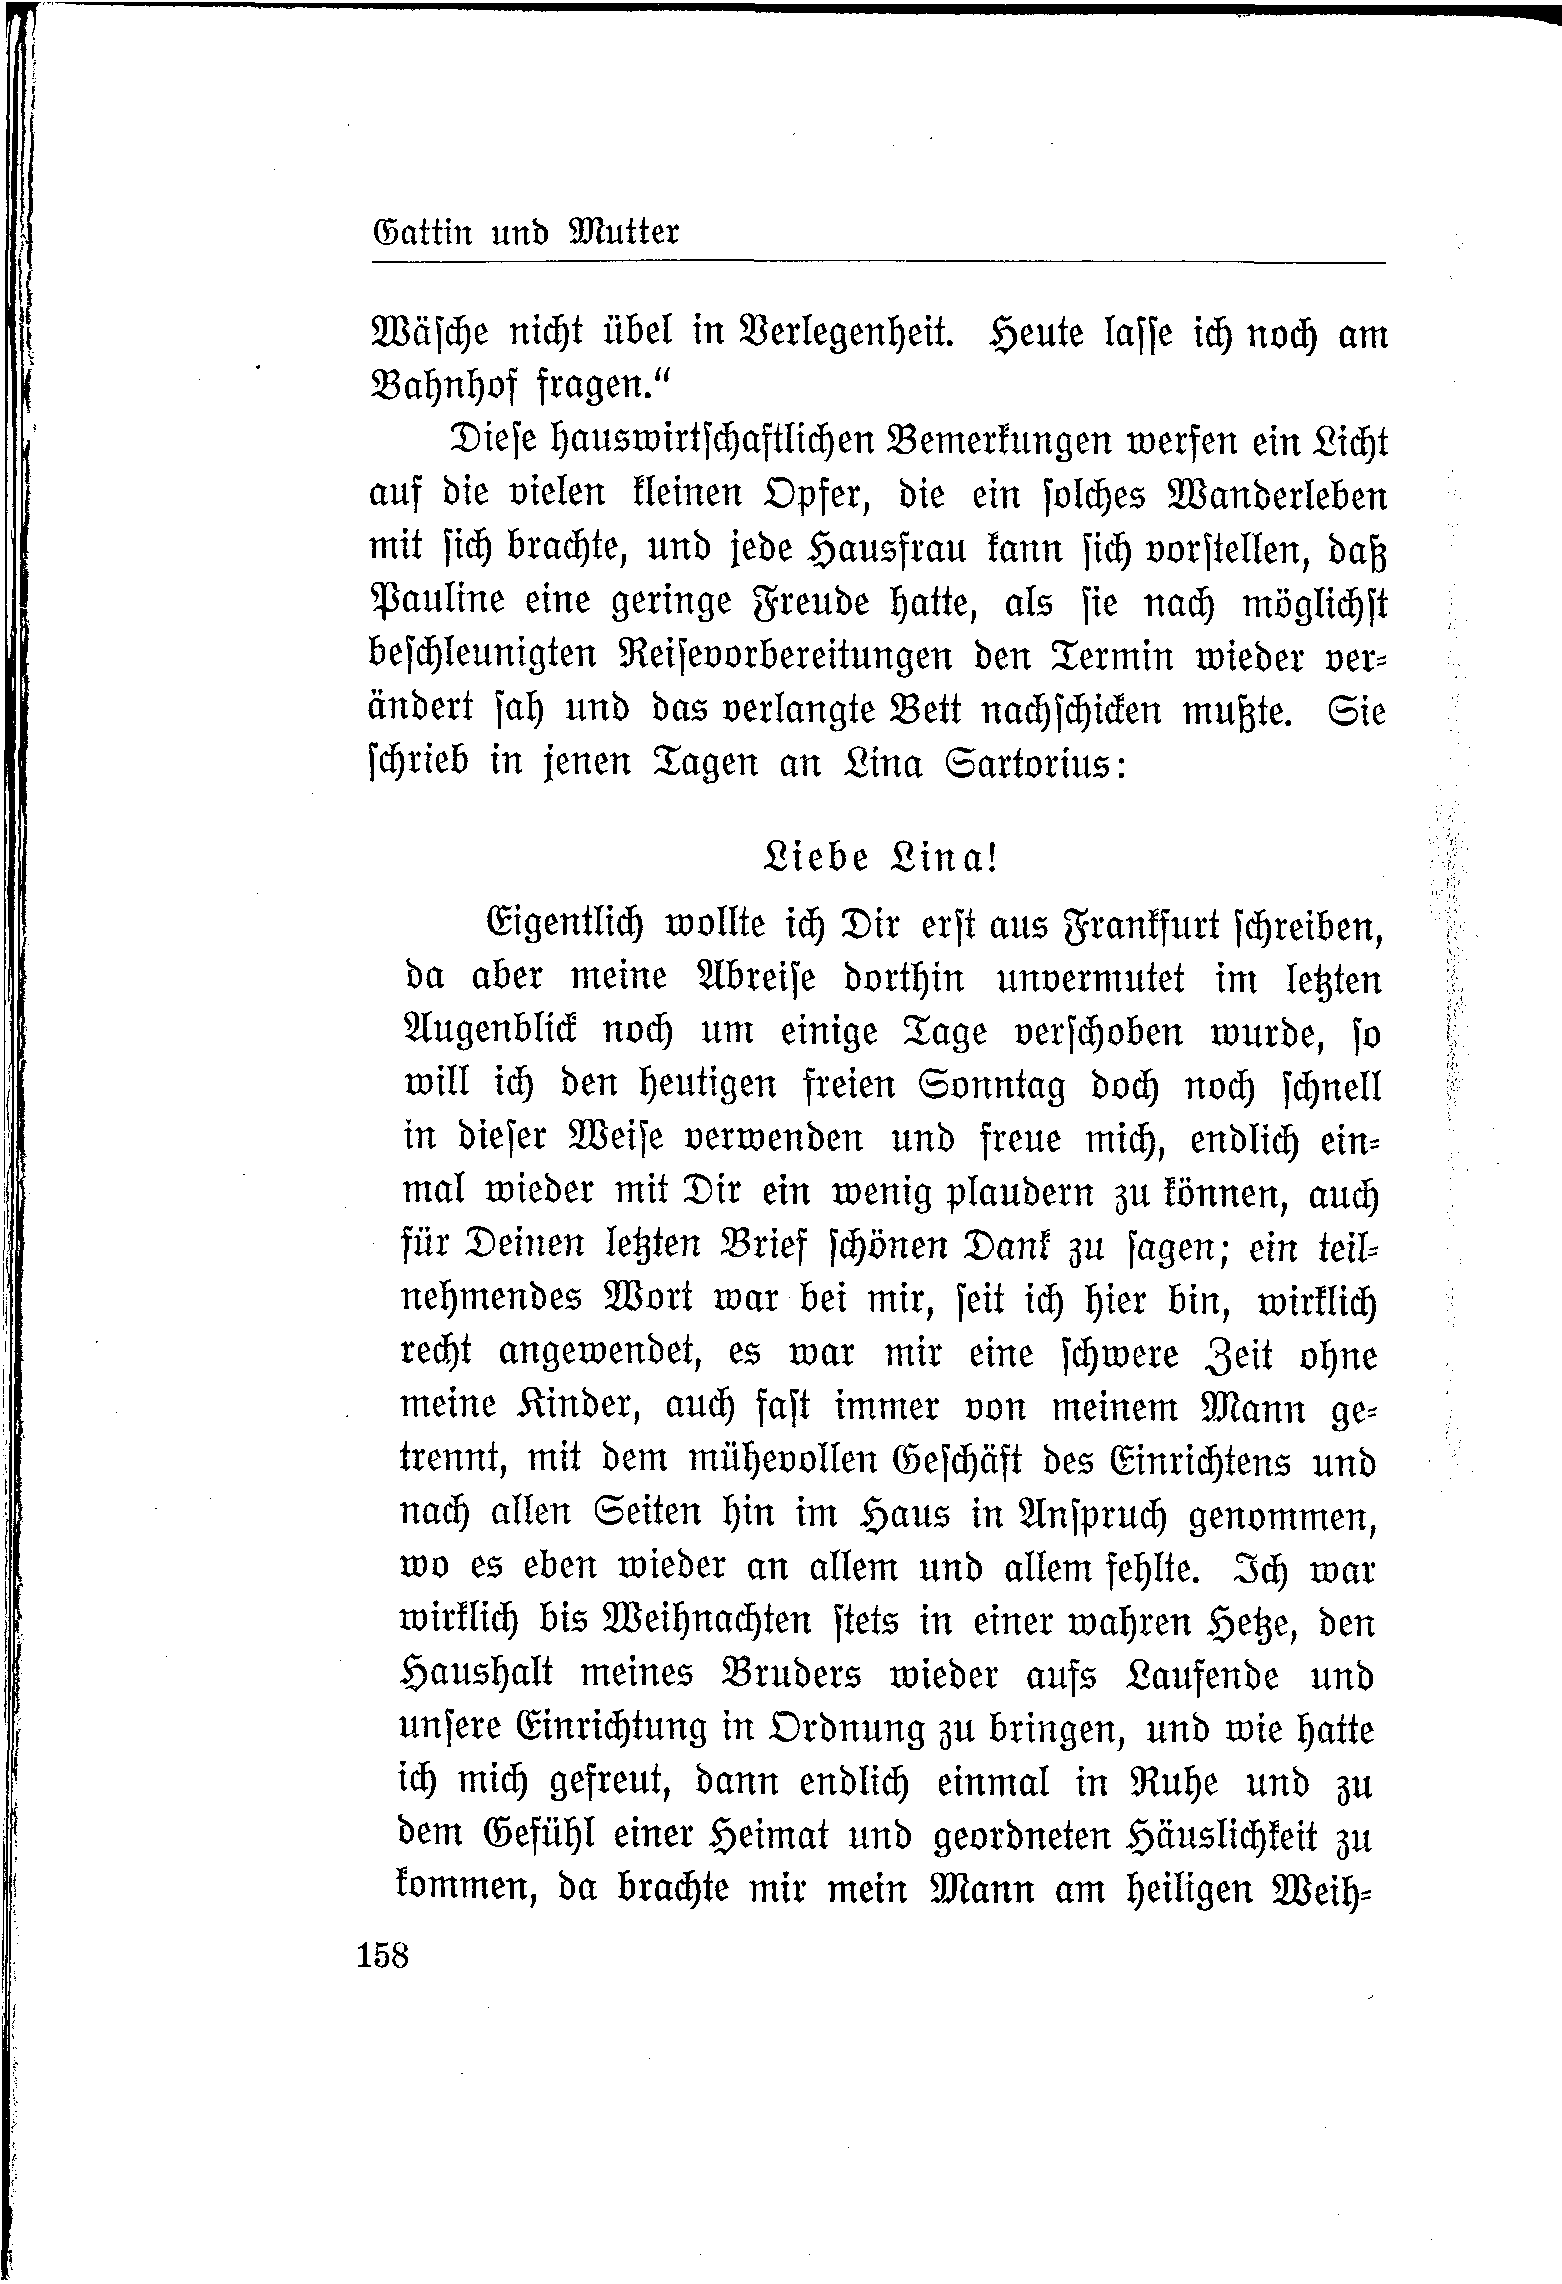 Gattin und Mutter
Wäsche nicht übel in Verlegenheit. Heute lasse ich noch am
Bahnhof fragen.“
Diese hauswirtschaftlichen Bemerkungen werfen ein Licht
auf die vielen kleinen Opfer, die ein solches Wanderleben
mit sich brachte, und jede Hausfrau kann sich vorstellen, daß
Pauline eine geringe Freude hatte, als sie nach möglichst
beschleunigten Reisevorbereitungen den Termin wieder ver-
ändert sah und das verlangte Bett nachschicken mußte. Sie
schrieb in jenen Tagen an Lina Sartorius:
Liebe Lina!
Eigentlich wollte ich Dir erst aus Frankfurt schreiben,
da aber meine Abreise dorthin unvermutet im letzten
Augenblick noch um einige Tage verschoben wurde, so
will ich den heutigen freien Sonntag doch noch schnell
in dieser Weise verwenden und freue mich, endlich ein-
mal wieder mit Dir ein wenig plaudern zu können, auch
für Deinen letzten Brief schönen Dank zu sagen; ein teil-
nehmendes Wort war bei mir, seit ich hier bin, wirklich
recht angewendet, es war mir eine schwere Zeit ohne
meine Kinder, auch fast immer von meinem Mann ge-
trennt, mit dem mühevollen Geschäft des Einrichtens und
nach allen Seiten hin im Haus in Anspruch genommen,
wo es eben wieder an allem und allem fehlte. Ich war
wirklich bis Weihnachten stets in einer wahren Hetze, den
Haushalt meines Bruders wieder aufs Laufende und
unsere Einrichtung in Ordnung zu bringen, und wie hatte
ich mich gefreut, dann endlich einmal in Ruhe und zu
dem Gefühl einer Heimat und geordneten Häuslichkeit zu
kommen, da brachte mir mein Mann am heiligen Weih-
158